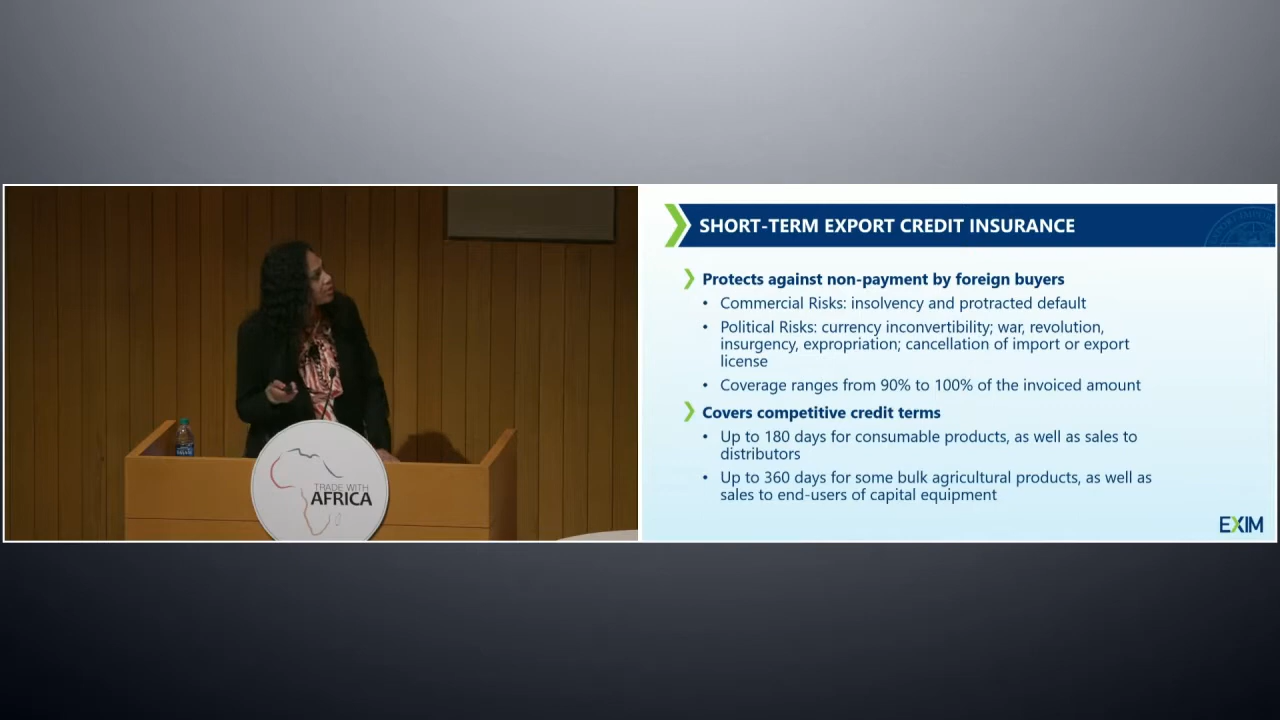 TRADE WITH
AFRICA
SHORT-TERM EXPORT CREDIT INSURANCE
Protects against non-payment by foreign buyers
• Commercial Risks: insolvency and protracted default
• Political Risks: currency inconvertibility; war, revolution,
insurgency, expropriation; cancellation of import or export
license
• Coverage ranges from 90% to 100% of the invoiced amount
Covers competitive credit terms
• Up to 180 days for consumable products, as well as sales to
distributors
• Up to 360 days for some bulk agricultural products, as well as
sales to end-users of capital equipment
EXIM